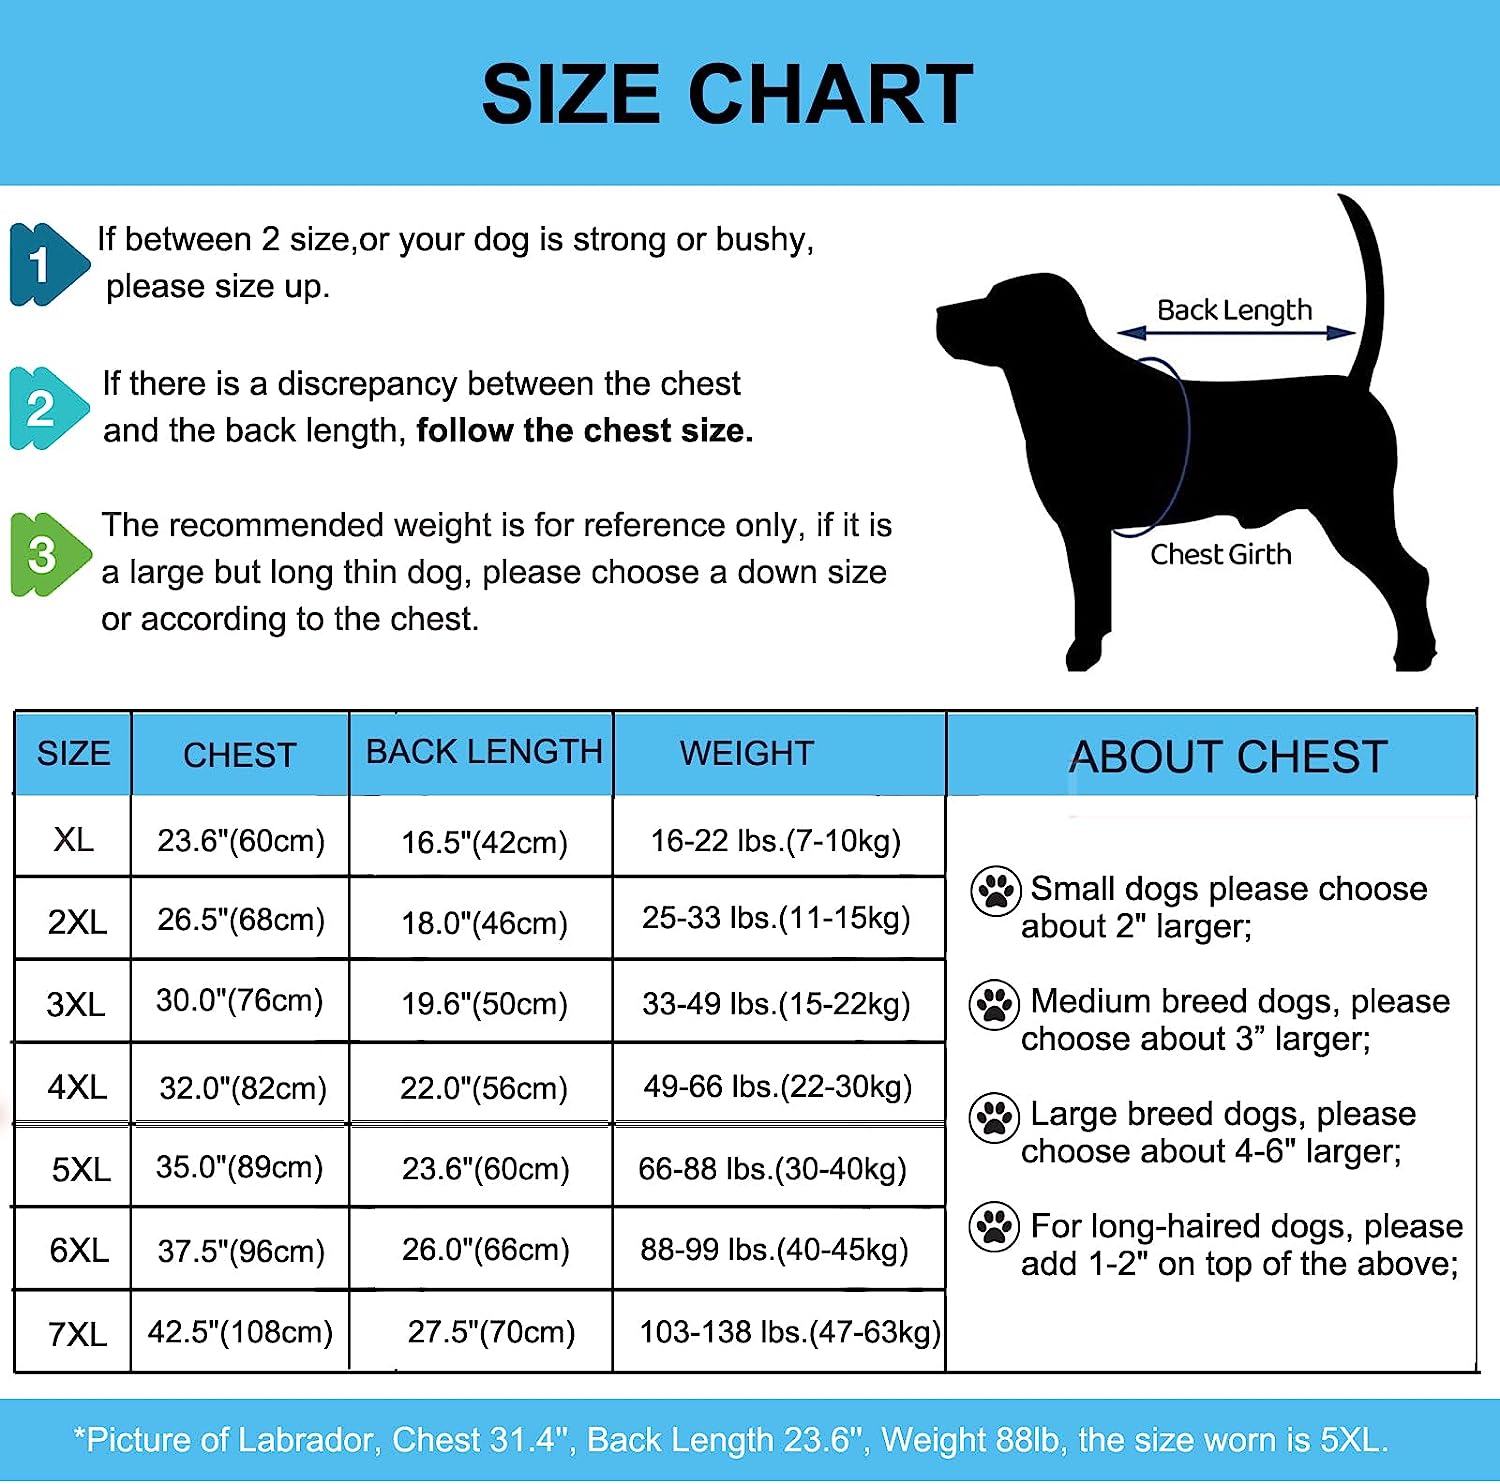 SIZE CHART
1
If between 2 size,or your dog is strong or bushy,
please size up.
2
If there is a discrepancy between the chest
and the back length, follow the chest size.
3
The recommended weight is for reference only, if it is
a large but long thin dog, please choose a down size
or according to the chest.
Back Length
Chest Girth
SIZE CHEST BACK LENGTH WEIGHT ABOUT CHEST
XL 23.6"(60cm) 16.5"(42cm) 16-22 lbs.(7-10kg)
2XL 26.5"(68cm) 18.0"(46cm) 25-33 lbs.(11-15kg)
3XL 30.0"(76cm) 19.6"(50cm) 33-49 lbs.(15-22kg)
4XL 32.0"(82cm) 22.0"(56cm) 49-66 lbs.(22-30kg)
5XL 35.0"(89cm) 23.6"(60cm) 66-88 lbs.(30-40kg)
6XL 37.5"(96cm) 26.0"(66cm) 88-99 lbs.(40-45kg)
7XL 42.5"(108cm) 27.5"(70cm) 103-138 lbs.(47-63kg)
Small dogs please choose
about 2" larger;
Medium breed dogs, please
choose about 3” larger;
Large breed dogs, please
choose about 4-6" larger;
For long-haired dogs, please
add 1-2" on top of the above;
*Picture of Labrador, Chest 31.4", Back Length 23.6", Weight 88lb, the size worn is 5XL.